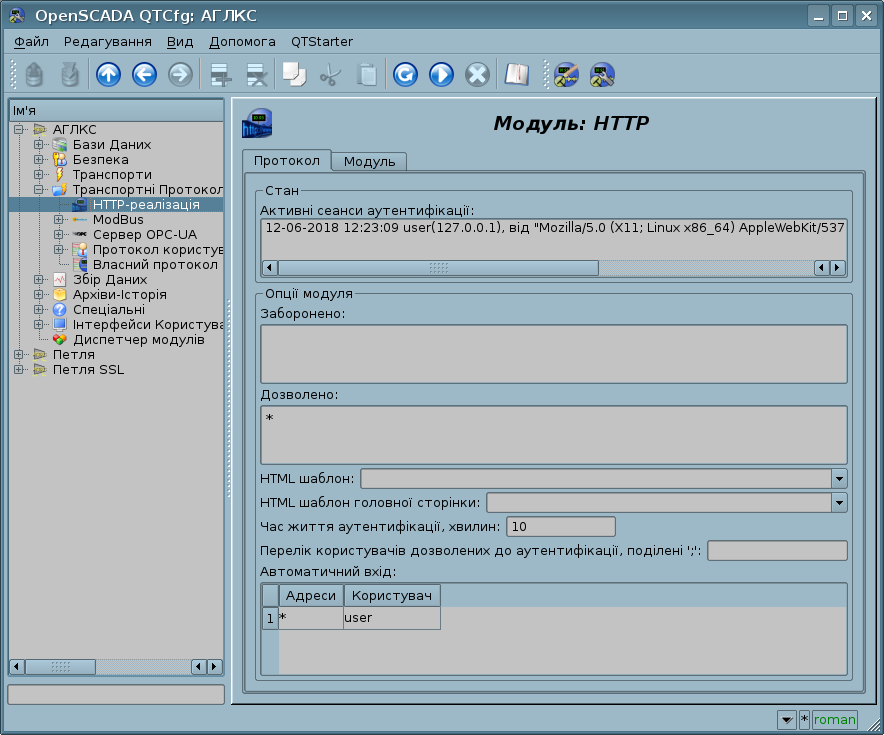 OpenSCADA QTCfg: АГЛКС
Файл Редагування Вид Допомога QTStarter
Ім'я
АГЛКС
Бази Даних
Безпека
Транспорти
Транспортні Протокол
HTTP-реалізація
ModBus
Сервер OPC-UA
Протокол користув
Власний протокол
Збір Даних
Архіви-Історія
Спеціальні
Інтерфейси Користува
Диспетчер модулів
Петля
Петля SSL
Модуль: HTTP
Протокол Модуль
Стан
Активні сеанси аутентифікації:
12-06-2018 12:23:09 user(127.0.0.1), від "Mozilla/5.0 (X11; Linux x86_64) AppleWebKit/537
Опції модуля
Заборонено:
Дозволено:
*
HTML шаблон:
HTML шаблон головної сторінки:
Час життя аутентифікації, хвилин: 10
Перелік користувачів дозволених до аутентифікації, поділені ';':
Автоматичний вхід:
Адреси Користувач
1 * user
* roman